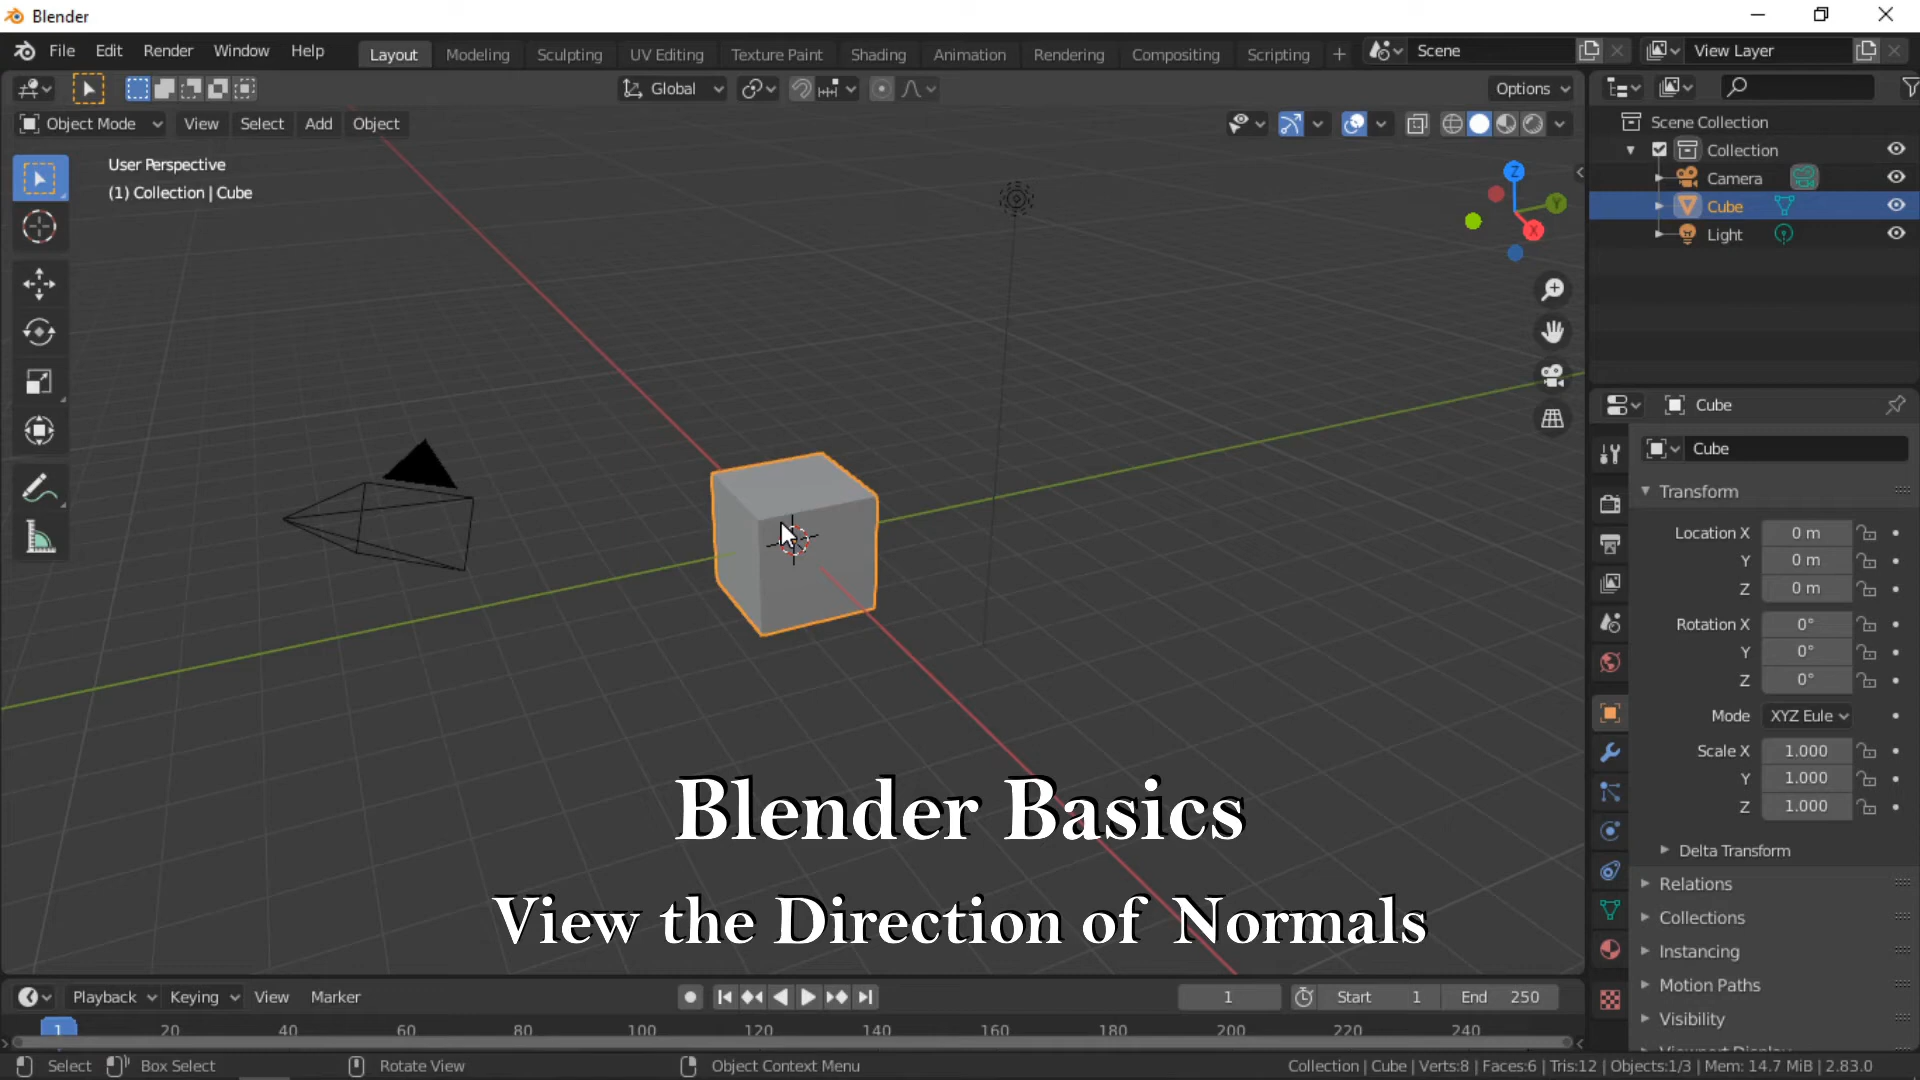 Blender
File Edit Render Window Help Layout Modeling Sculpting UV Editing Texture Paint Shading Animation Rendering Compositing Scripting + Scene View Layer
Global Options
Object Mode View Select Add Object
User Perspective
(1) Collection | Cube
Z
Y
X
Scene Collection
Collection
Camera
Cube
Light
Cube
Cube
Transform
Location X 0 m
Y 0 m
Z 0 m
Rotation X 0°
Y 0°
Z 0°
Mode XYZ Eule
Scale X 1.000
Y 1.000
Z 1.000
Delta Transform
Relations
Collections
Instancing
Motion Paths
Visibility
Blender Basics
View the Direction of Normals
Playback Keying View Marker 1 Start 1 End 250
1 20 40 60 80 100 120 140 160 180 200 220 240
Select Box Select Rotate View Object Context Menu Collection | Cube | Verts:8 | Faces:6 | Tris:12 | Objects:1/3 | Mem: 14.7 MiB | 2.83.0